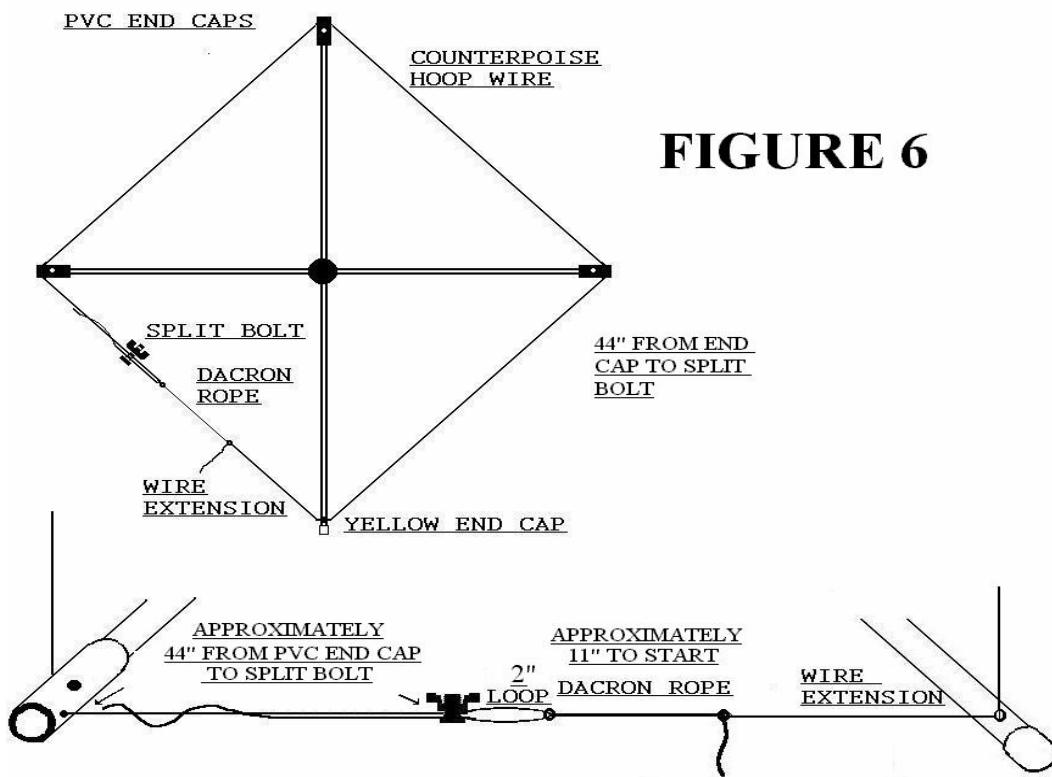 PVC END CAPS
COUNTERPOISE
HOOP WIRE
FIGURE 6
SPLIT BOLT
DACRON
ROPE
44" FROM END
CAP TO SPLIT
BOLT
WIRE
EXTENSION
YELLOW END CAP
APPROXIMATELY
44" FROM PVC END CAP
TO SPLIT BOLT
2"
LOOP
APPROXIMATELY
11" TO START
DACRON ROPE
WIRE
EXTENSION